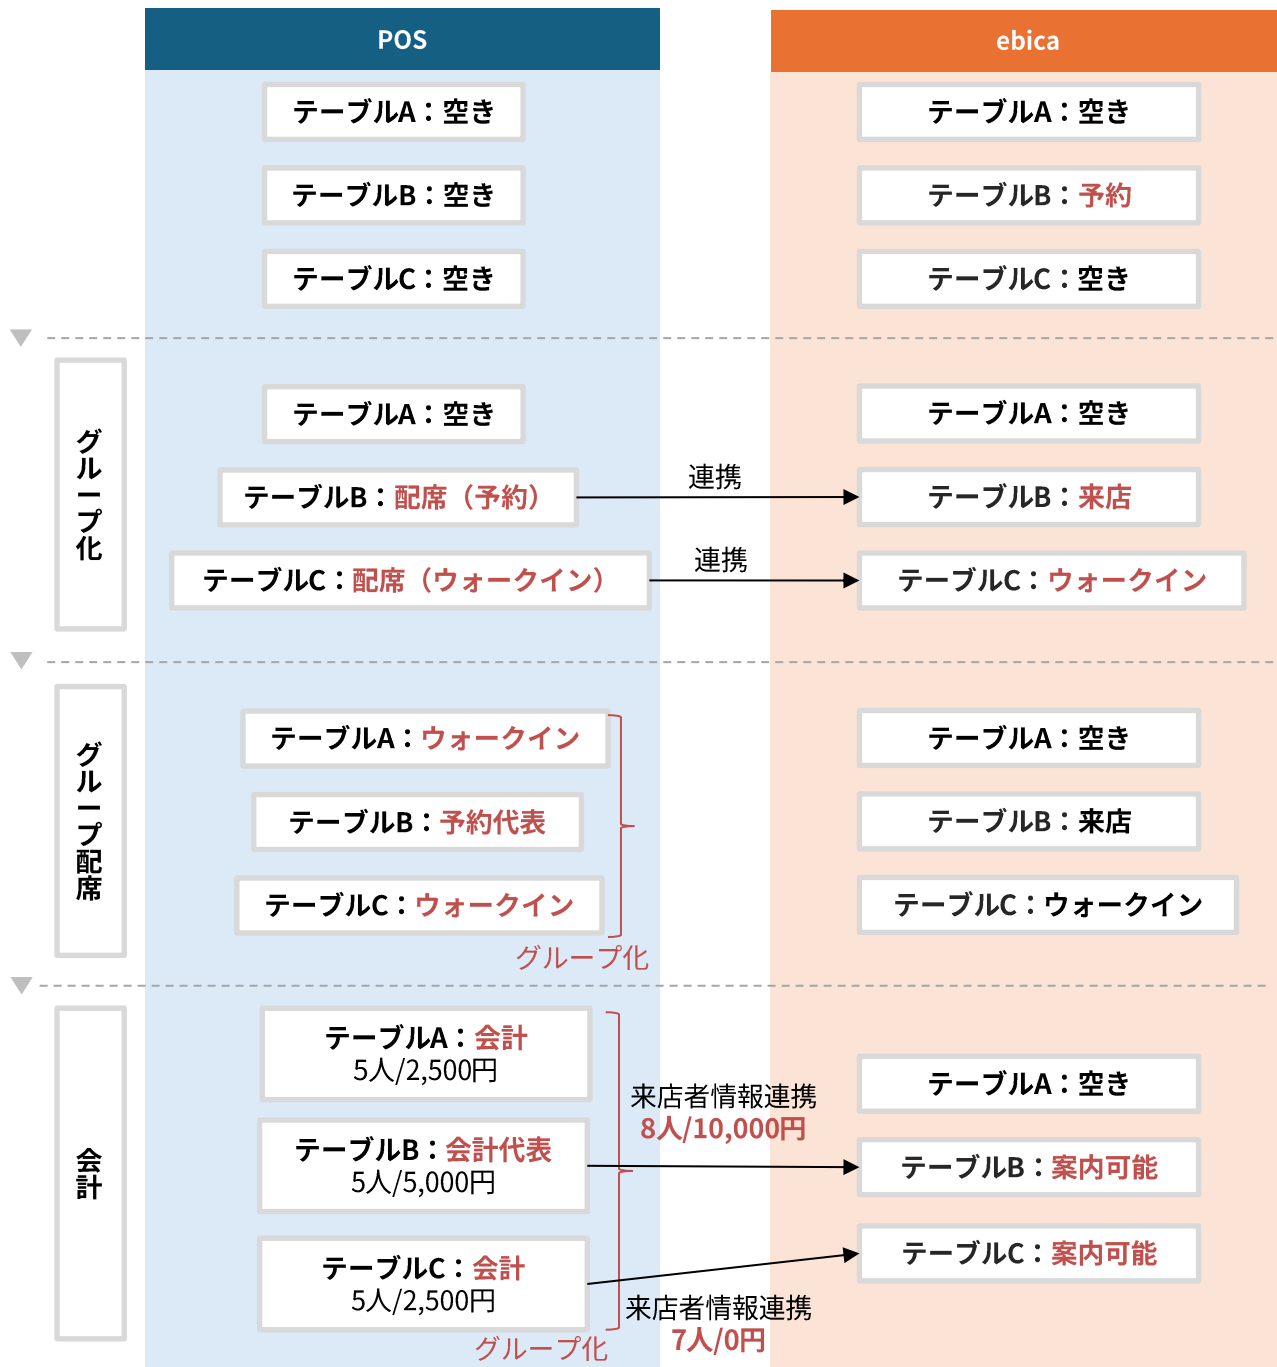 POS
ebica
テーブルA：空き
テーブルA：空き
テーブルB：空き
テーブルB：予約
テーブルC：空き
テーブルC：空き
グループ化
テーブルA：空き
テーブルA：空き
テーブルB：配席（予約）
連携
テーブルB：来店
テーブルC：配席（ウォークイン）
連携
テーブルC：ウォークイン
グループ配席
テーブルA：ウォークイン
テーブルA：空き
テーブルB：予約代表
テーブルB：来店
テーブルC：ウォークイン
テーブルC：ウォークイン
グループ化
会計
テーブルA：会計
5人/2,500円
テーブルA：空き
来店者情報連携
8人/10,000円
テーブルB：会計代表
5人/5,000円
テーブルB：案内可能
テーブルC：会計
5人/2,500円
テーブルC：案内可能
来店者情報連携
7人/0円
グループ化